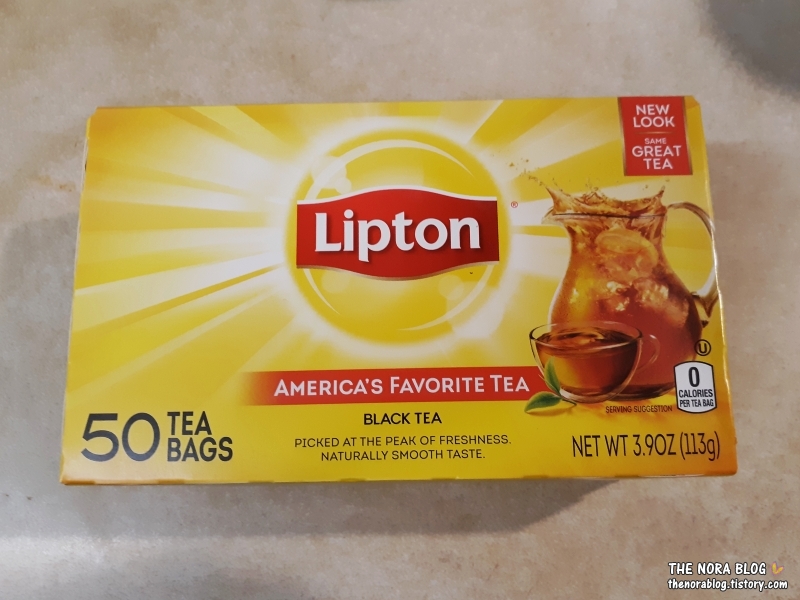 NEW
LOOK
SAME
GREAT
TEA
Lipton®
AMERICA'S FAVORITE TEA
BLACK TEA
50 TEA
BAGS
PICKED AT THE PEAK OF FRESHNESS.
NATURALLY SMOOTH TASTE.
U
0
CALORIES
PER TEA BAG
SERVING SUGGESTION
NET WT 3.9OZ (113g)
THE NORA BLOG
thenorablog.tistory.com